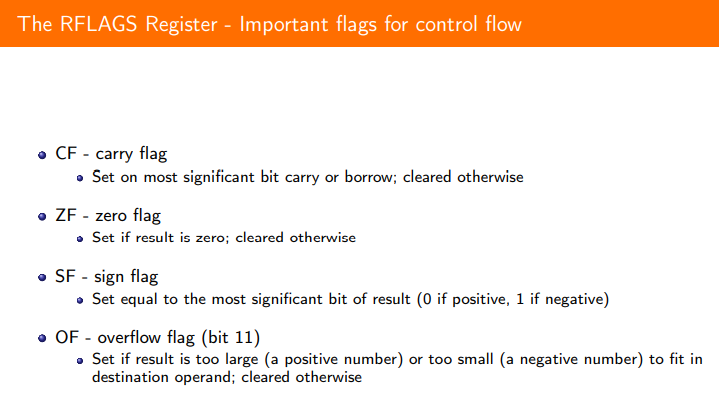 The RFLAGS Register - Important flags for control flow
CF - carry flag
Set on most significant bit carry or borrow; cleared otherwise
ZF - zero flag
Set if result is zero; cleared otherwise
SF - sign flag
Set equal to the most significant bit of result (0 if positive, 1 if negative)
OF - overflow flag (bit 11)
Set if result is too large (a positive number) or too small (a negative number) to fit in
destination operand; cleared otherwise